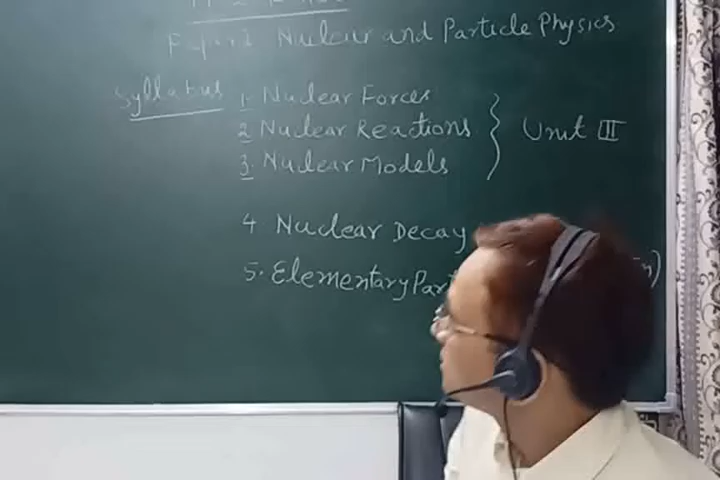 Nuclear and Particle Physics
Syllabus 1. Nuclear Forces
2. Nuclear Reactions
3. Nuclear Models
Unit III
4 Nuclear Decay
5. Elementary Part